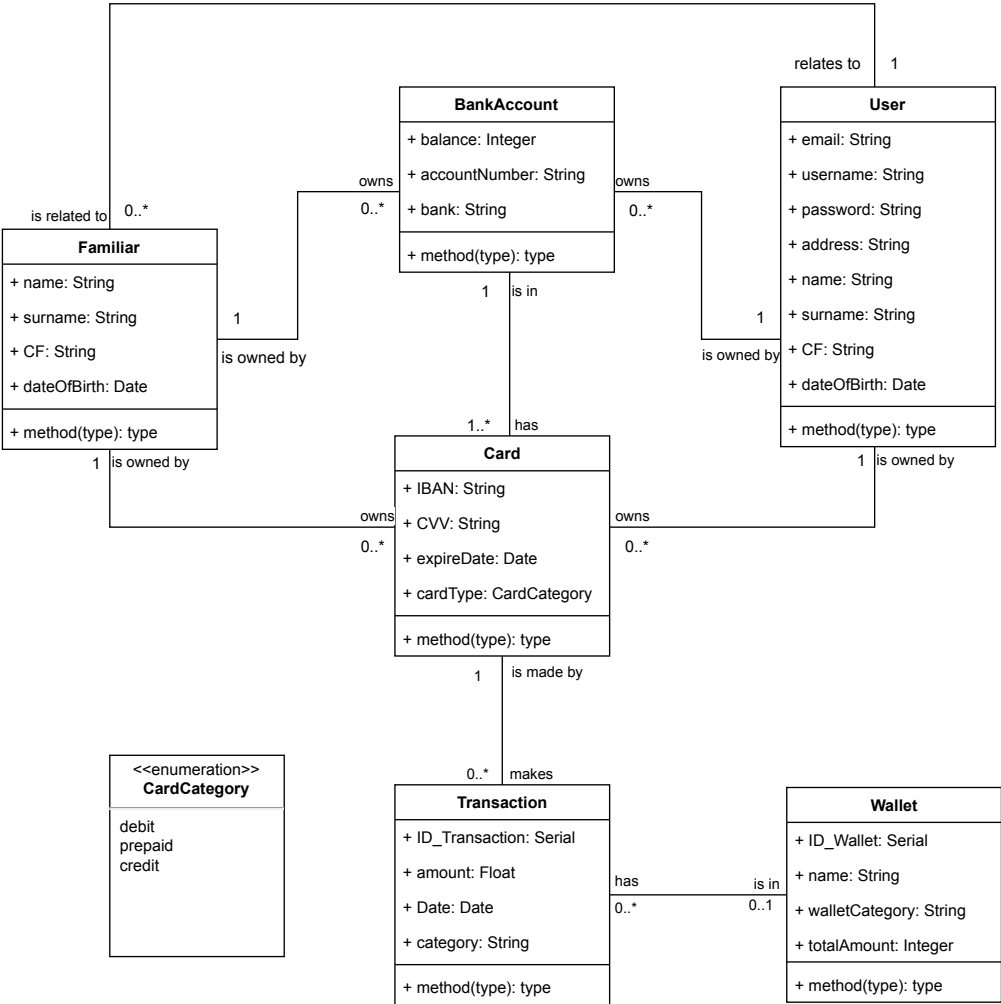 relates to
1
BankAccount
+ balance: Integer
+ accountNumber: String
+ bank: String
+ method(type): type
User
+ email: String
+ username: String
+ password: String
+ address: String
+ name: String
+ surname: String
+ CF: String
+ dateOfBirth: Date
+ method(type): type
owns
0..*
owns
0..*
is related to
0..*
Familiar
+ name: String
+ surname: String
+ CF: String
+ dateOfBirth: Date
+ method(type): type
1
is owned by
1
is owned by
1
is in
1..*
has
1
is owned by
1
is owned by
Card
+ IBAN: String
+ CVV: String
+ expireDate: Date
+ cardType: CardCategory
+ method(type): type
owns
0..*
owns
0..*
1
is made by
0..*
makes
<<enumeration>>
CardCategory
debit
prepaid
credit
Transaction
+ ID_Transaction: Serial
+ amount: Float
+ Date: Date
+ category: String
+ method(type): type
has
0..*
is in
0..1
Wallet
+ ID_Wallet: Serial
+ name: String
+ walletCategory: String
+ totalAmount: Integer
+ method(type): type